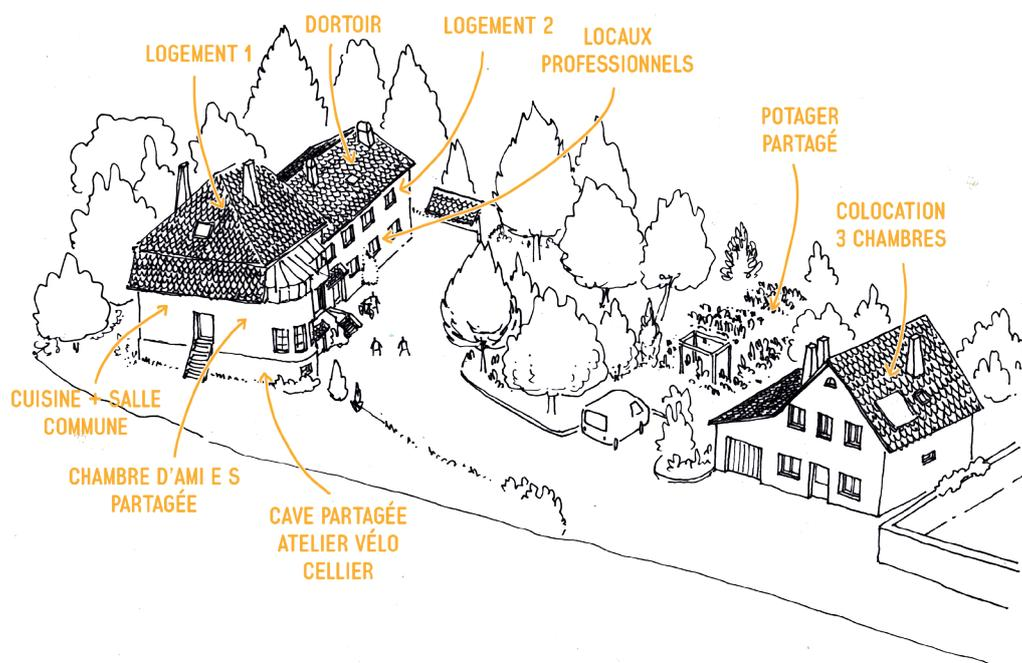 LOGEMENT 1
DORTOIR
LOGEMENT 2
LOCAUX
PROFESSIONNELS
POTAGER
PARTAGÉ
COLOCATION
3 CHAMBRES
CUISINE + SALLE
COMMUNE
CHAMBRE D'AMI E S
PARTAGÉE
CAVE PARTAGÉE
ATELIER VÉLO
CELLIER